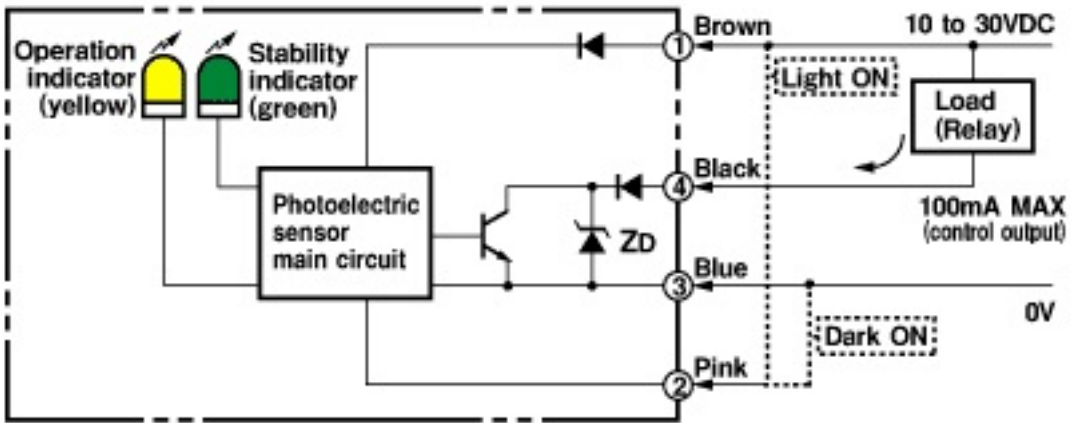 Operation
indicator
(yellow)
Stability
indicator
(green)
Photoelectric
sensor
main circuit
ZD
1
Brown
10 to 30VDC
Light ON
Load
(Relay)
4
Black
100mA MAX
(control output)
3
Blue
0V
Dark ON
2
Pink